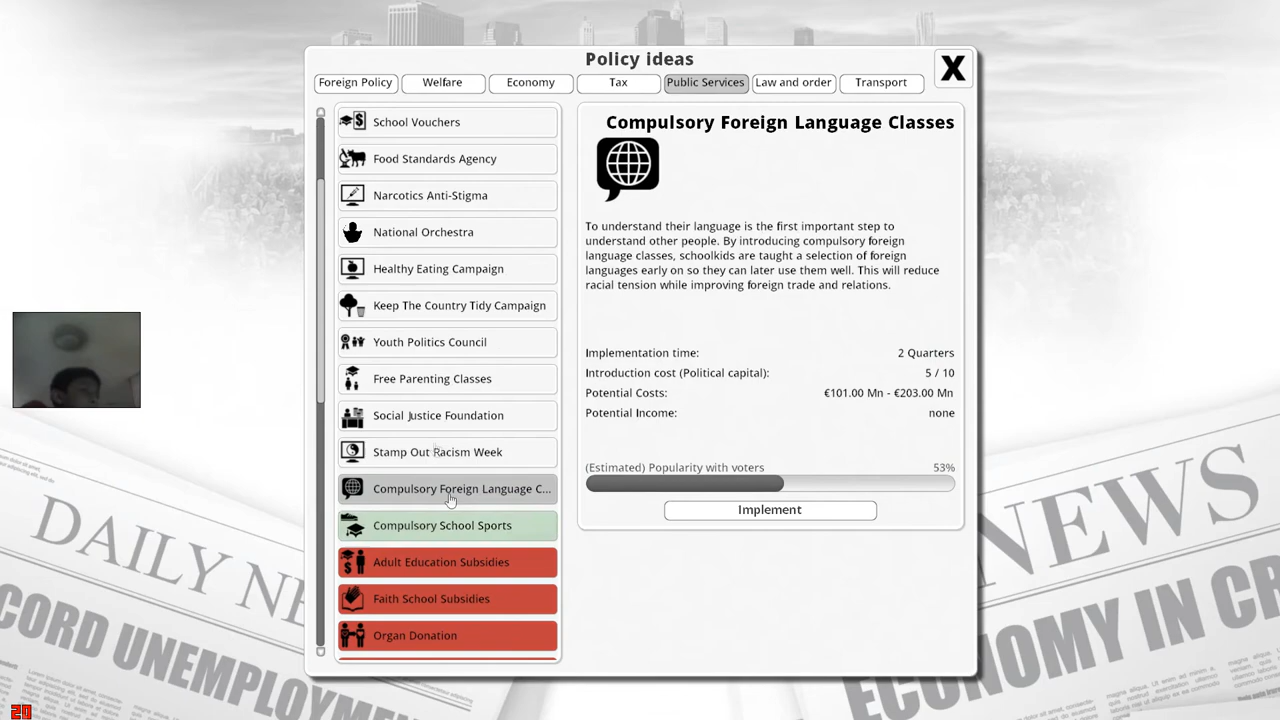 Policy ideas
X
Foreign Policy
Welfare
Economy
Tax
Public Services
Law and order
Transport
School Vouchers
Food Standards Agency
Narcotics Anti-Stigma
National Orchestra
Healthy Eating Campaign
Keep The Country Tidy Campaign
Youth Politics Council
Free Parenting Classes
Social Justice Foundation
Stamp Out Racism Week
Compulsory Foreign Language C...
Compulsory School Sports
Adult Education Subsidies
Faith School Subsidies
Organ Donation
Compulsory Foreign Language Classes
To understand their language is the first important step to
understand other people. By introducing compulsory foreign
language classes, schoolkids are taught a selection of foreign
languages early on so they can later use them well. This will reduce
racial tension while improving foreign trade and relations.
Implementation time: 2 Quarters
Introduction cost (Political capital): 5 / 10
Potential Costs: €101.00 Mn - €203.00 Mn
Potential Income: none
(Estimated) Popularity with voters 53%
Implement
DAILY NE
CORD UNEMPLOYM
NEWS
ECONOMY IN CR
20